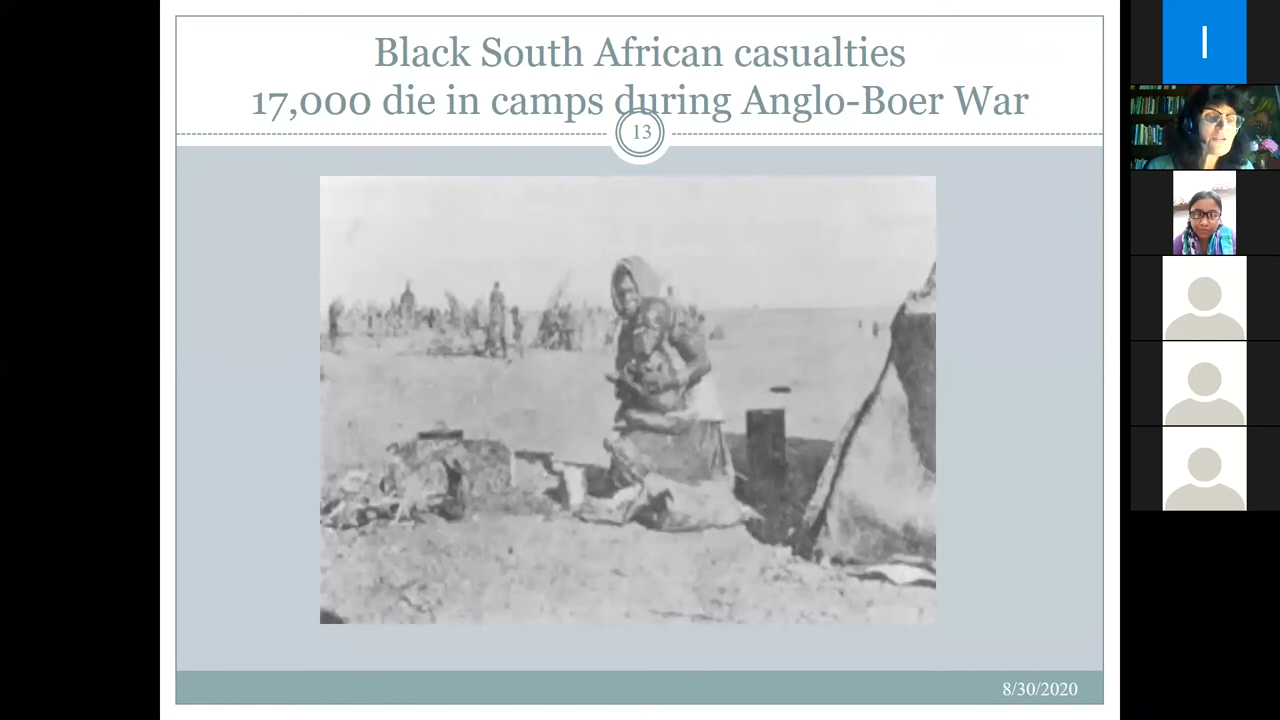 Black South African casualties
17,000 die in camps during Anglo-Boer War
13
8/30/2020
I